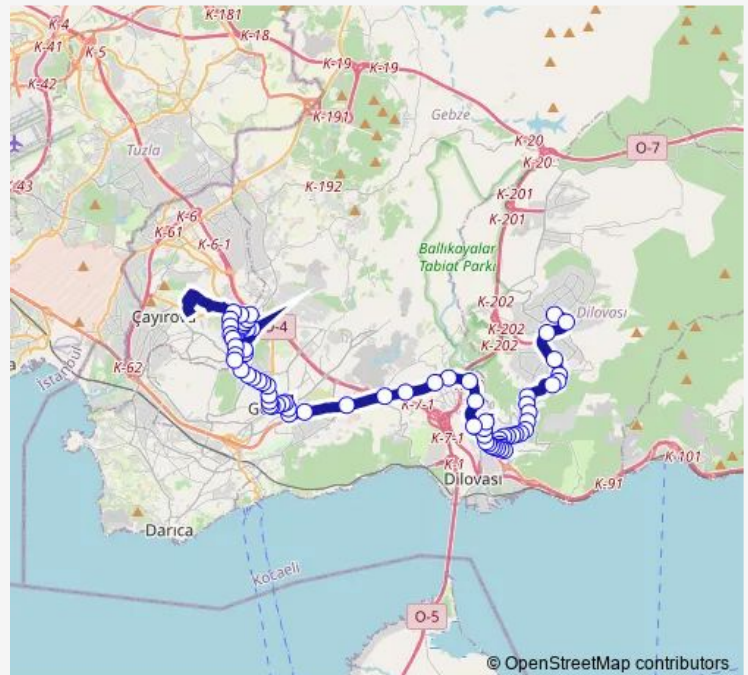 K-181
K-4
K-41
K-5
K-18
K-42
K-19
K-19
K-191
Gebze
K-20
K-20
O-7
Tuzla
K-192
K-201
K-201
K-6
K-61
K-6-1
Ballıkayalar
Tabiat Parkı
K-202
K-202
K-202
Dilovası
Çayırova
K-62
İstanbul
K-7-1
K-7-1
K-1
Dilovası
K-101
K-91
Darıca
Kocaeli
O-5
© OpenStreetMap contributors